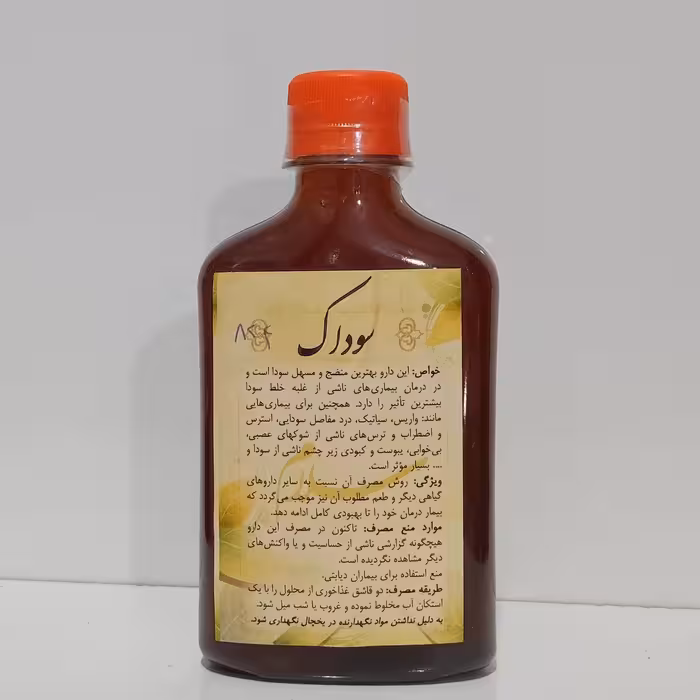 سوداک
خواص: این دارو بهترین منضج و مسهل سودا است و
در درمان بیماری‌های ناشی از غلبه خلط سودا
بیشترین تأثیر را دارد. همچنین برای بیماری‌هایی
مانند: واریس، سیاتیک، درد مفاصل سودایی، استرس
و اضطراب و ترس‌های ناشی از شوکهای عصبی،
بی‌خوابی، یبوست و کبودی زیر چشم ناشی از سودا و
.... بسیار مؤثر است.
ویژگی: روش مصرف آن نسبت به سایر داروهای
گیاهی دیگر و طعم مطلوب آن نیز موجب می‌گردد که
بیمار درمان خود را تا بهبودی کامل ادامه دهد.
موارد منع مصرف: تاکنون در مصرف این دارو
هیچگونه گزارشی ناشی از حساسیت و یا واکنش‌های
دیگر مشاهده نگردیده است.
منع استفاده برای بیماران دیابتی.
طریقه مصرف: دو قاشق غذاخوری از محلول را با یک
استکان آب مخلوط نموده و غروب یا شب میل شود.
به دلیل نداشتن مواد نگهدارنده در یخچال نگهداری شود.